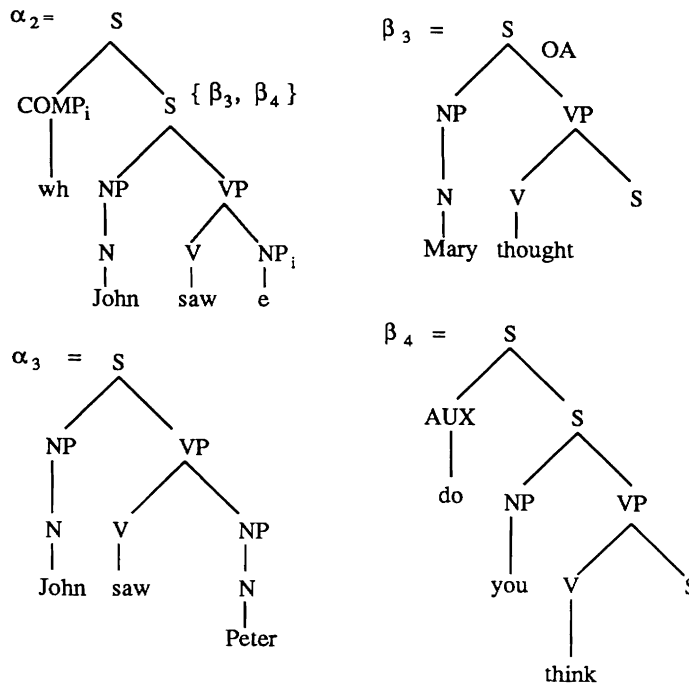 α₂= S
COMPᵢ S { β₃, β₄ }
wh NP VP
N V NPᵢ
John saw e
β₃ = S OA
NP VP
N V S
Mary thought
α₃ = S
NP VP
N V NP
John saw N
Peter
β₄ = S
AUX S
do NP VP
you V S
think